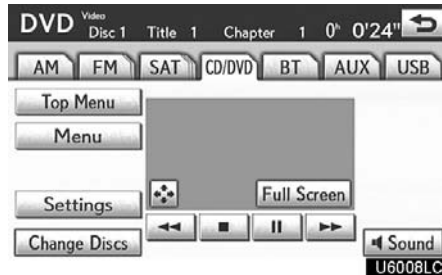 DVD Video Disc 1 Title 1 Chapter 1 0h 0'24"
AM FM SAT CD/DVD BT AUX USB
Top Menu
Menu
Full Screen
Settings
Change Discs
Sound
U6008LC